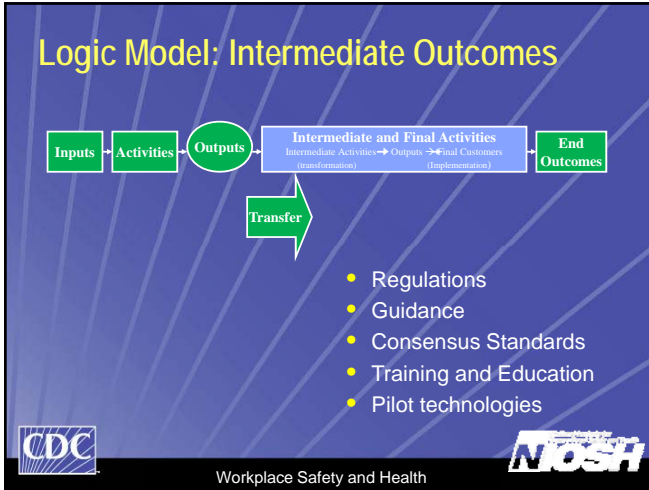 Logic Model: Intermediate Outcomes
Inputs
Activities
Outputs
Intermediate and Final Activities
Intermediate Activities Outputs Final Customers
(transformation) (Implementation)
End
Outcomes
Transfer
• Regulations
• Guidance
• Consensus Standards
• Training and Education
• Pilot technologies
CDC
Workplace Safety and Health
NIOSH